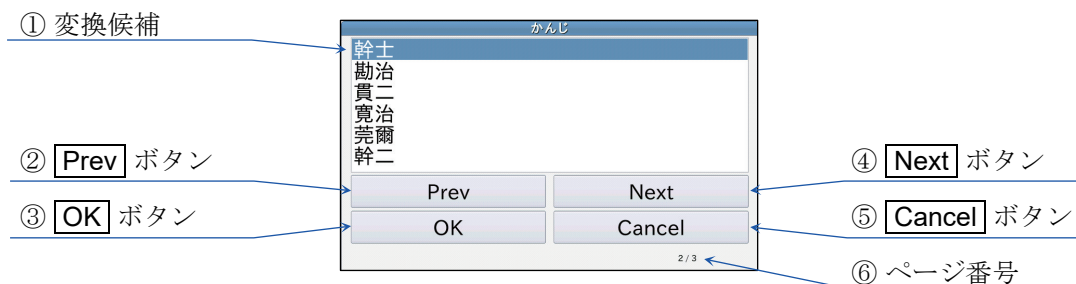 ① 変換候補
かんじ
幹士
勘治
貫二
寛治
莞爾
幹二
② Prev ボタン
Prev
Next
④ Next ボタン
③ OK ボタン
OK
Cancel
⑤ Cancel ボタン
2/3
⑥ ページ番号